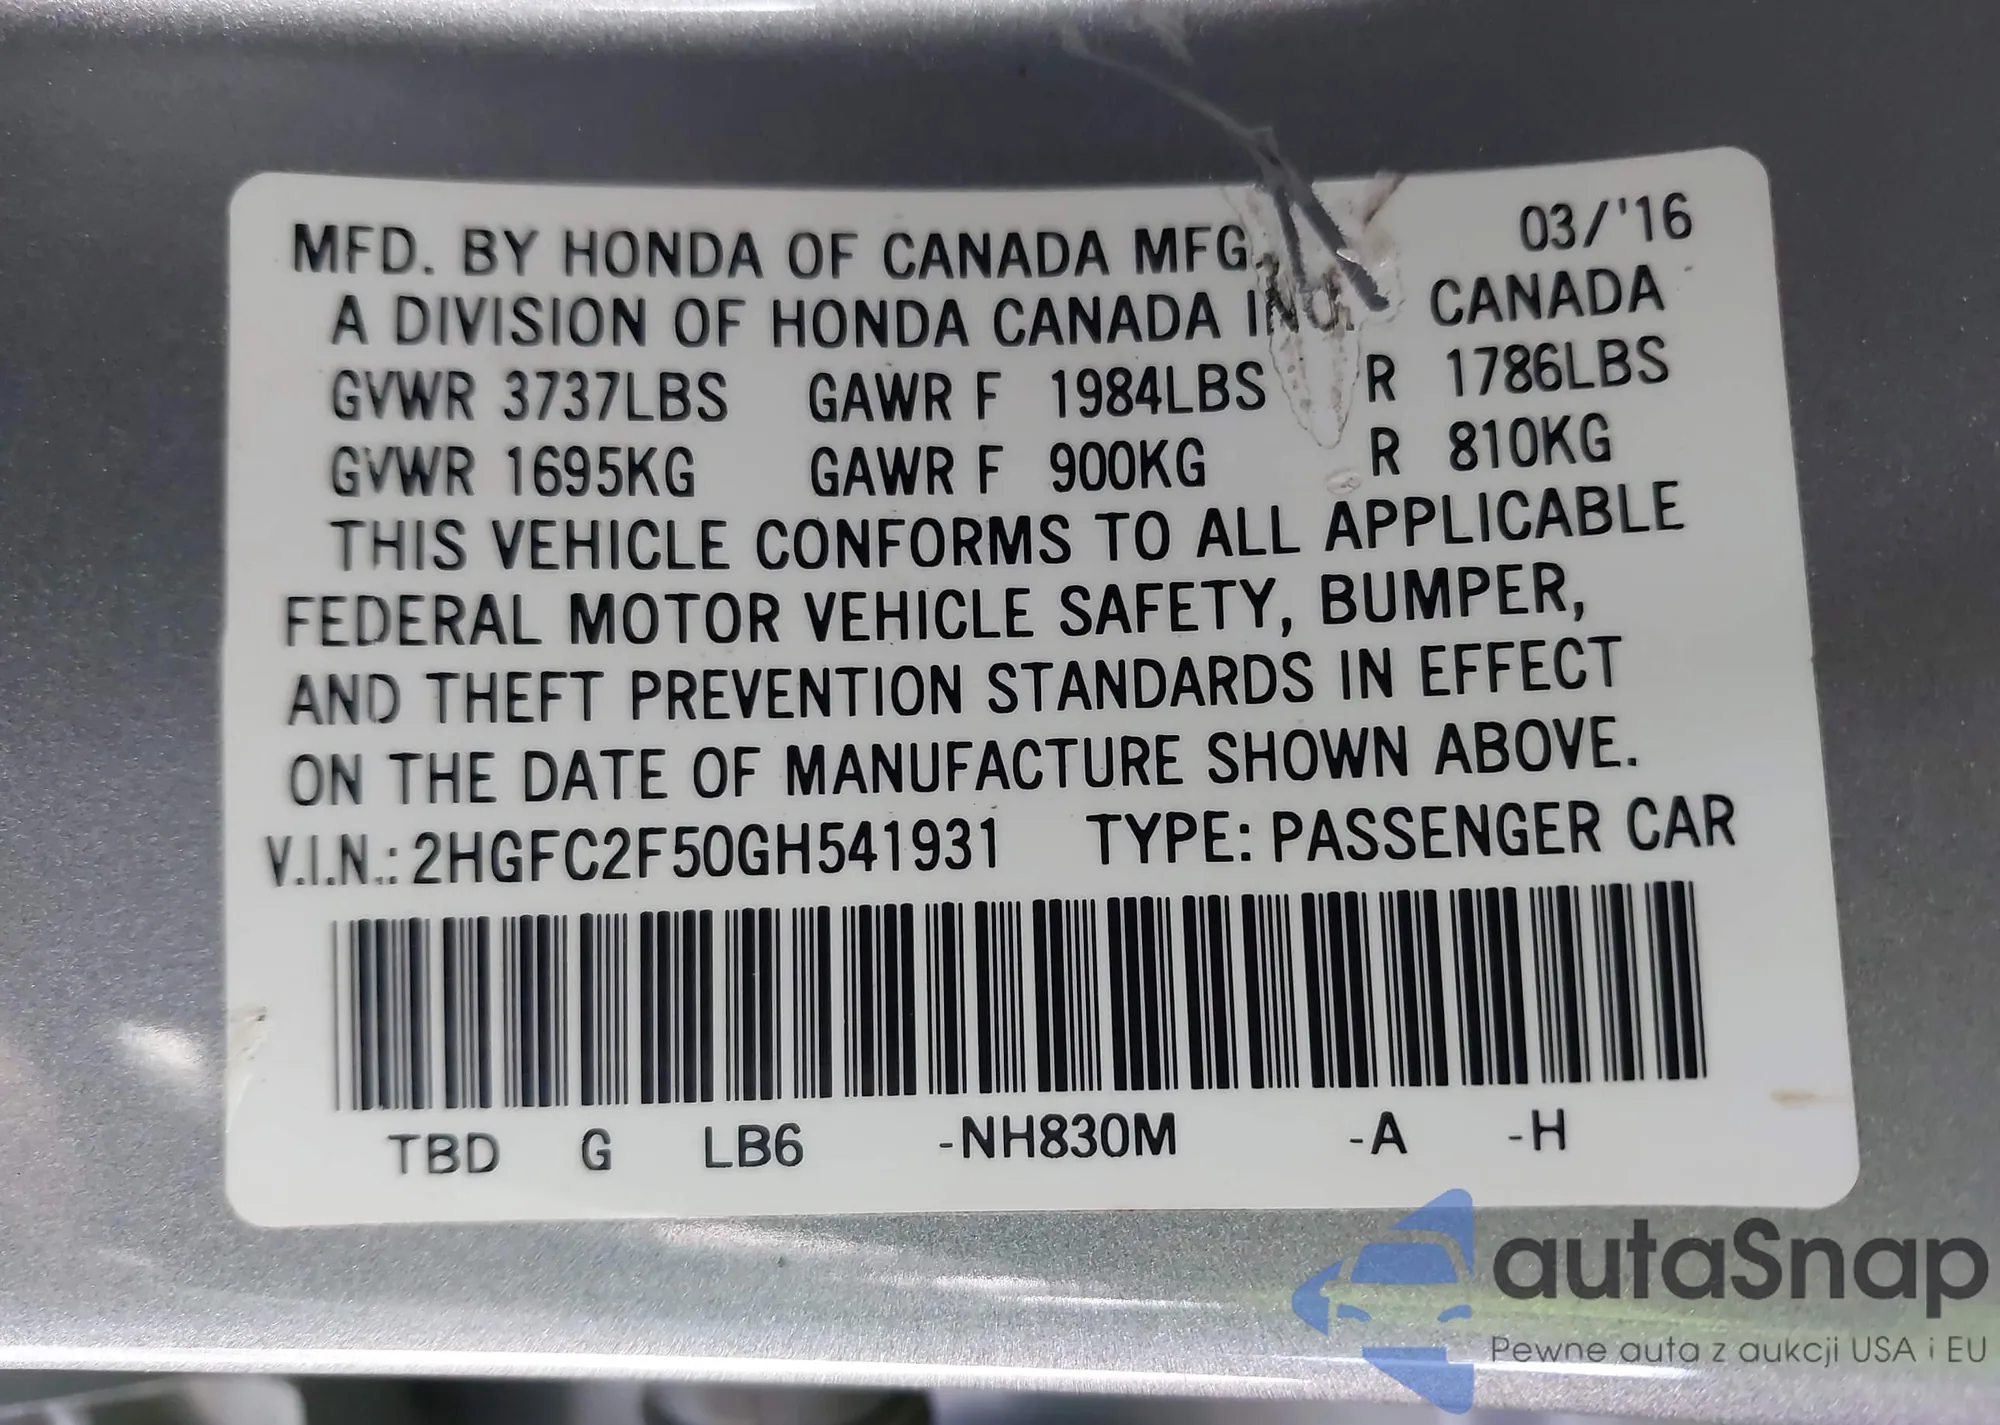 03/'16
MFD. BY HONDA OF CANADA MFG.
A DIVISION OF HONDA CANADA INC. CANADA
GVWR 3737LBS GAWR F 1984LBS R 1786LBS
GVWR 1695KG GAWR F 900KG R 810KG
THIS VEHICLE CONFORMS TO ALL APPLICABLE
FEDERAL MOTOR VEHICLE SAFETY, BUMPER,
AND THEFT PREVENTION STANDARDS IN EFFECT
ON THE DATE OF MANUFACTURE SHOWN ABOVE.
V.I.N.: 2HGFC2F50GH541931 TYPE: PASSENGER CAR
TBD G LB6 -NH830M -A -H
autaSnap
Pewne auta z aukcji USA i EU